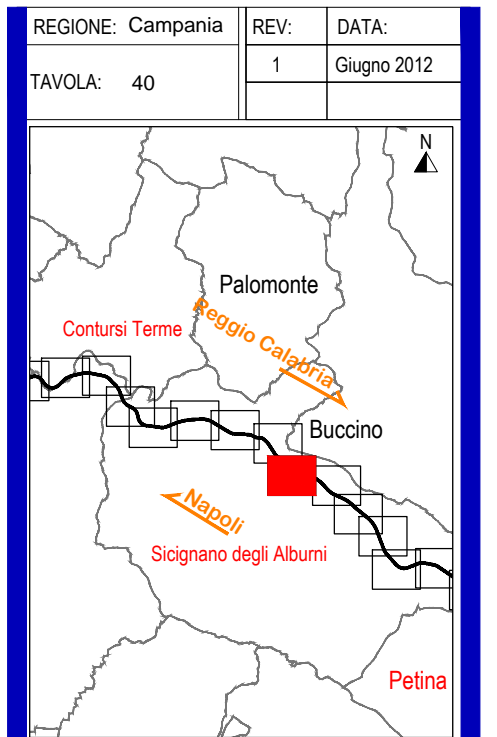 REGIONE: Campania
REV:
DATA:
TAVOLA: 40
1
Giugno 2012
N
Palomonte
Reggio Calabria
Contursi Terme
Buccino
Napoli
Sicignano degli Alburni
Petina